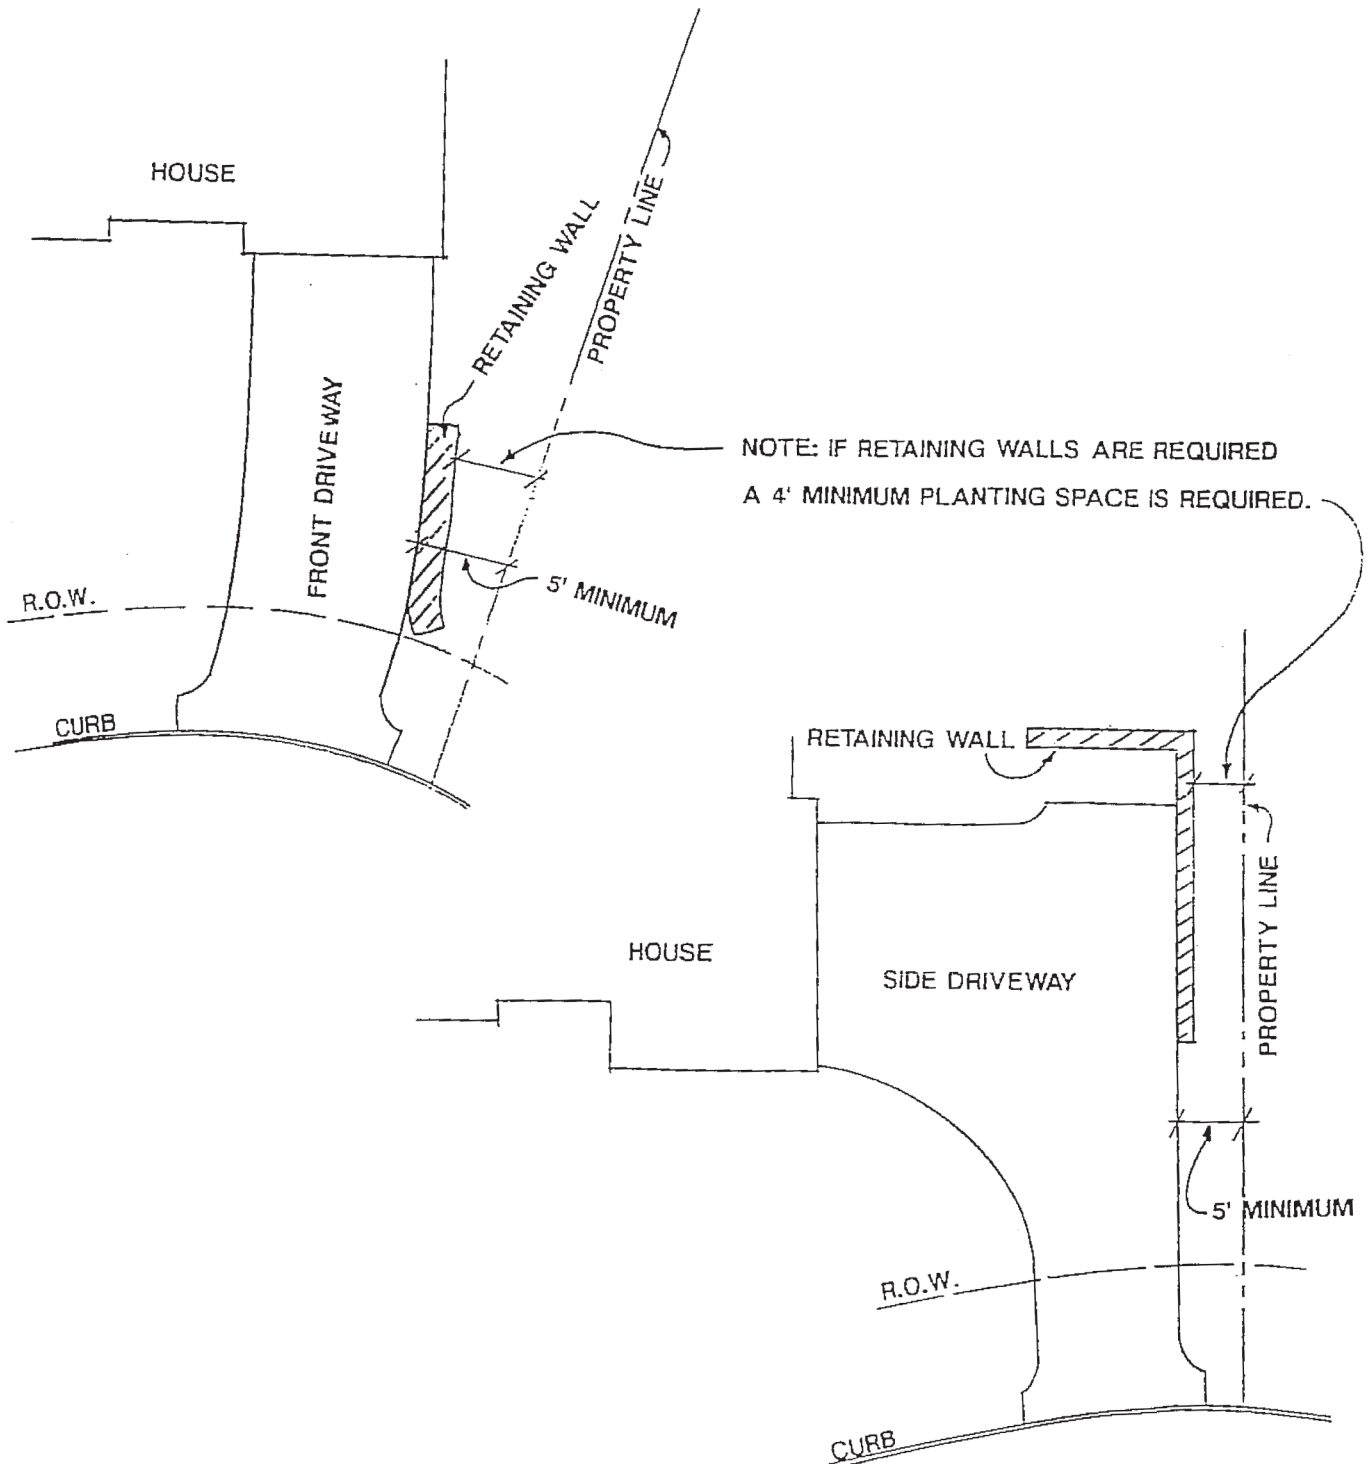 HOUSE
RETAINING WALL
PROPERTY LINE
FRONT DRIVEWAY
NOTE: IF RETAINING WALLS ARE REQUIRED
A 4' MINIMUM PLANTING SPACE IS REQUIRED.
5' MINIMUM
R.O.W.
CURB
RETAINING WALL
PROPERTY LINE
HOUSE
SIDE DRIVEWAY
5' MINIMUM
R.O.W.
CURB